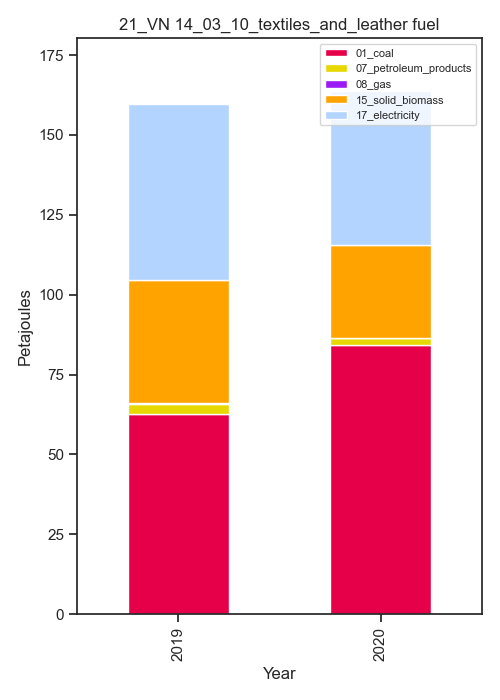 21_VN 14_03_10_textiles_and_leather fuel
01_coal
07_petroleum_products
08_gas
15_solid_biomass
17_electricity
175
150
125
100
75
50
25
0
Petajoules
2019
2020
Year